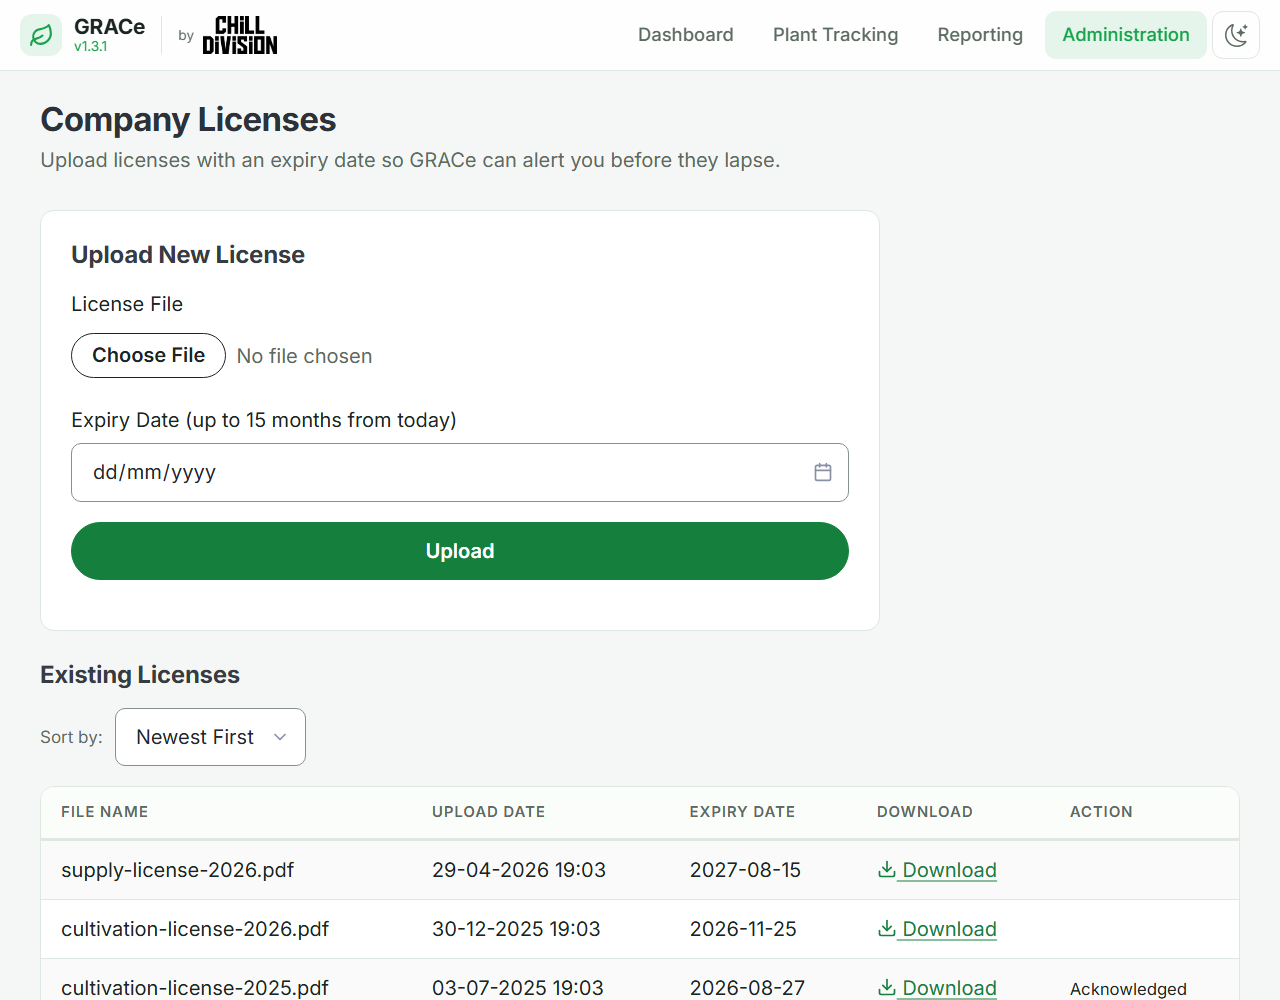 GRACe
v1.3.1
by
CHILL
DIVISION
Dashboard
Plant Tracking
Reporting
Administration
Company Licenses
Upload licenses with an expiry date so GRACe can alert you before they lapse.
Upload New License
License File
Choose File No file chosen
Expiry Date (up to 15 months from today)
dd/mm/yyyy
Upload
Existing Licenses
Sort by: Newest First
FILE NAME UPLOAD DATE EXPIRY DATE DOWNLOAD ACTION
supply-license-2026.pdf 29-04-2026 19:03 2027-08-15 Download
cultivation-license-2026.pdf 30-12-2025 19:03 2026-11-25 Download
cultivation-license-2025.pdf 03-07-2025 19:03 2026-08-27 Download Acknowledged